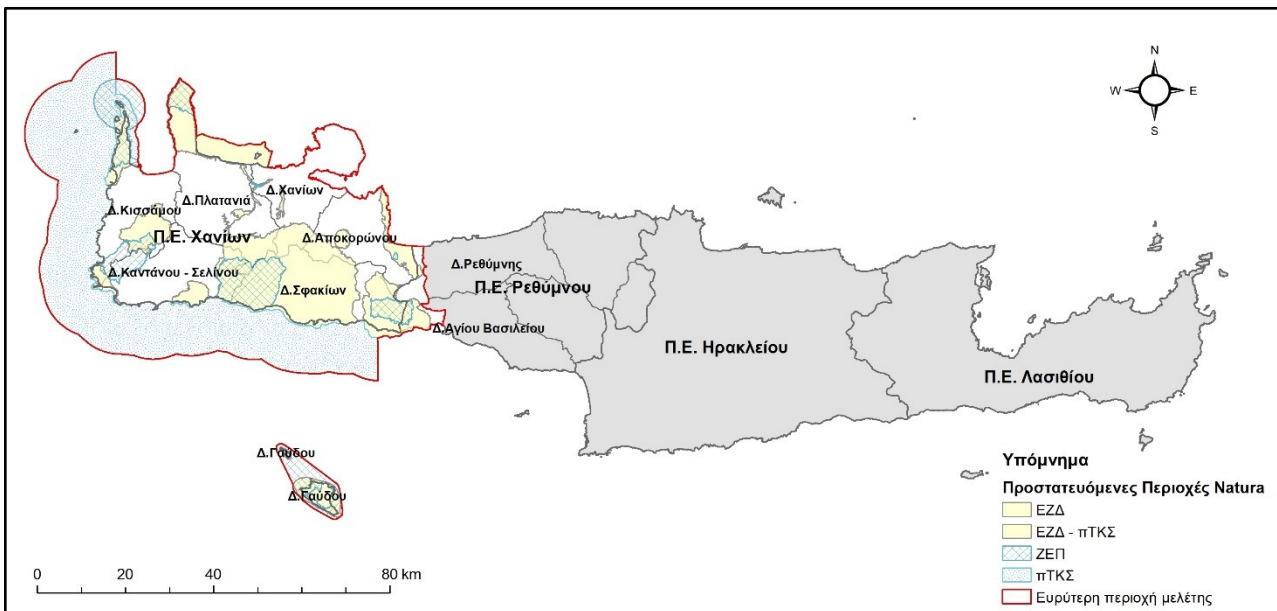 N
W E
S
Δ.Χανίων
Δ.Πλατανιά
Δ.Κισσάμου
Π.Ε. Χανίων
Δ.Αποκορώνου
Δ.Καντάνου - Σελίνου
Δ.Σφακίων
Δ.Ρεθύμνης
Π.Ε. Ρεθύμνου
Δ.Αγίου Βασιλείου
Π.Ε. Ηρακλείου
Π.Ε. Λασιθίου
Δ.Γαύδου
Δ.Γαύδου
Υπόμνημα
Προστατευόμενες Περιοχές Natura
ΕΖΔ
ΕΖΔ - πΤΚΣ
ΖΕΠ
πΤΚΣ
Ευρύτερη περιοχή μελέτης
0 20 40 80 km